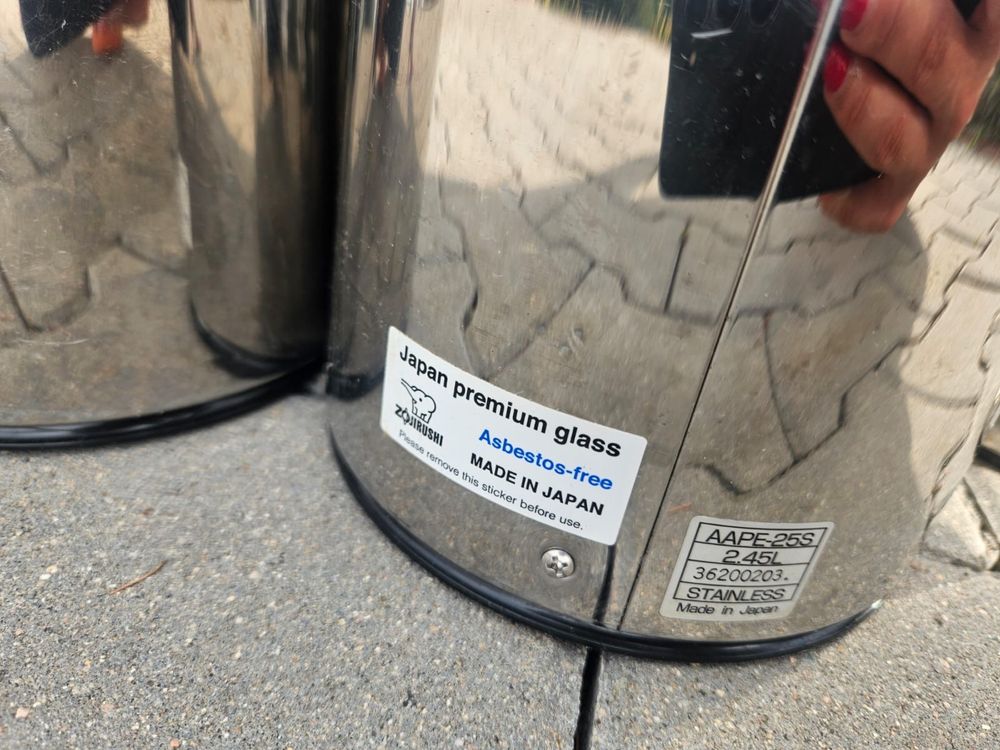 Japan premium glass
ZOJIRUSHI
Asbestos-free
MADE IN JAPAN
Please remove this sticker before use.
AAPE-25S
2.45L
36200203.
STAINLESS
Made in Japan